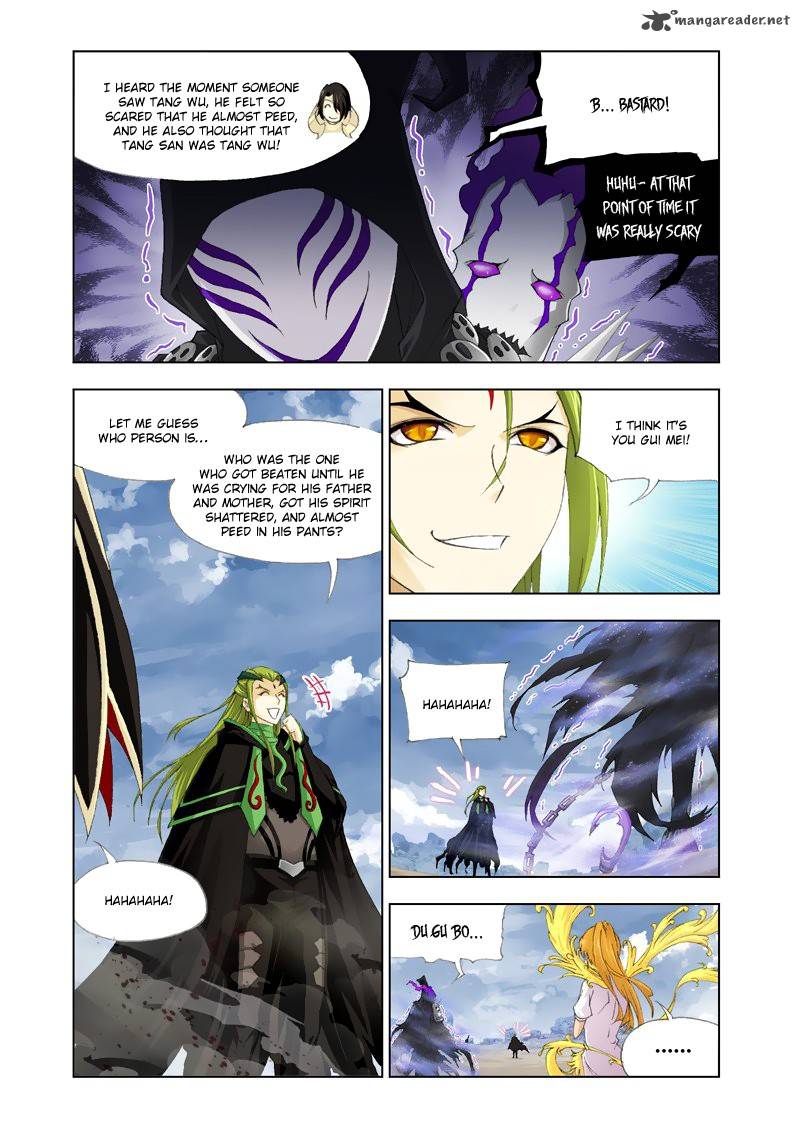 mangareader.net
I HEARD THE MOMENT SOMEONE
SAW TANG WU, HE FELT SO
SCARED THAT HE ALMOST PEED,
AND HE ALSO THOUGHT THAT
TANG SAN WAS TANG WU!
B... BASTARD!
HUHU- AT THAT
POINT OF TIME IT
WAS REALLY SCARY
LET ME GUESS
WHO PERSON IS...
WHO WAS THE ONE
WHO GOT BEATEN UNTIL HE
WAS CRYING FOR HIS FATHER
AND MOTHER, GOT HIS SPIRIT
SHATTERED, AND ALMOST
PEED IN HIS PANTS?
HAHAHAHA!
I THINK IT'S
YOU GUI MEI!
HAHAHAHA!
DU GU BO...
......